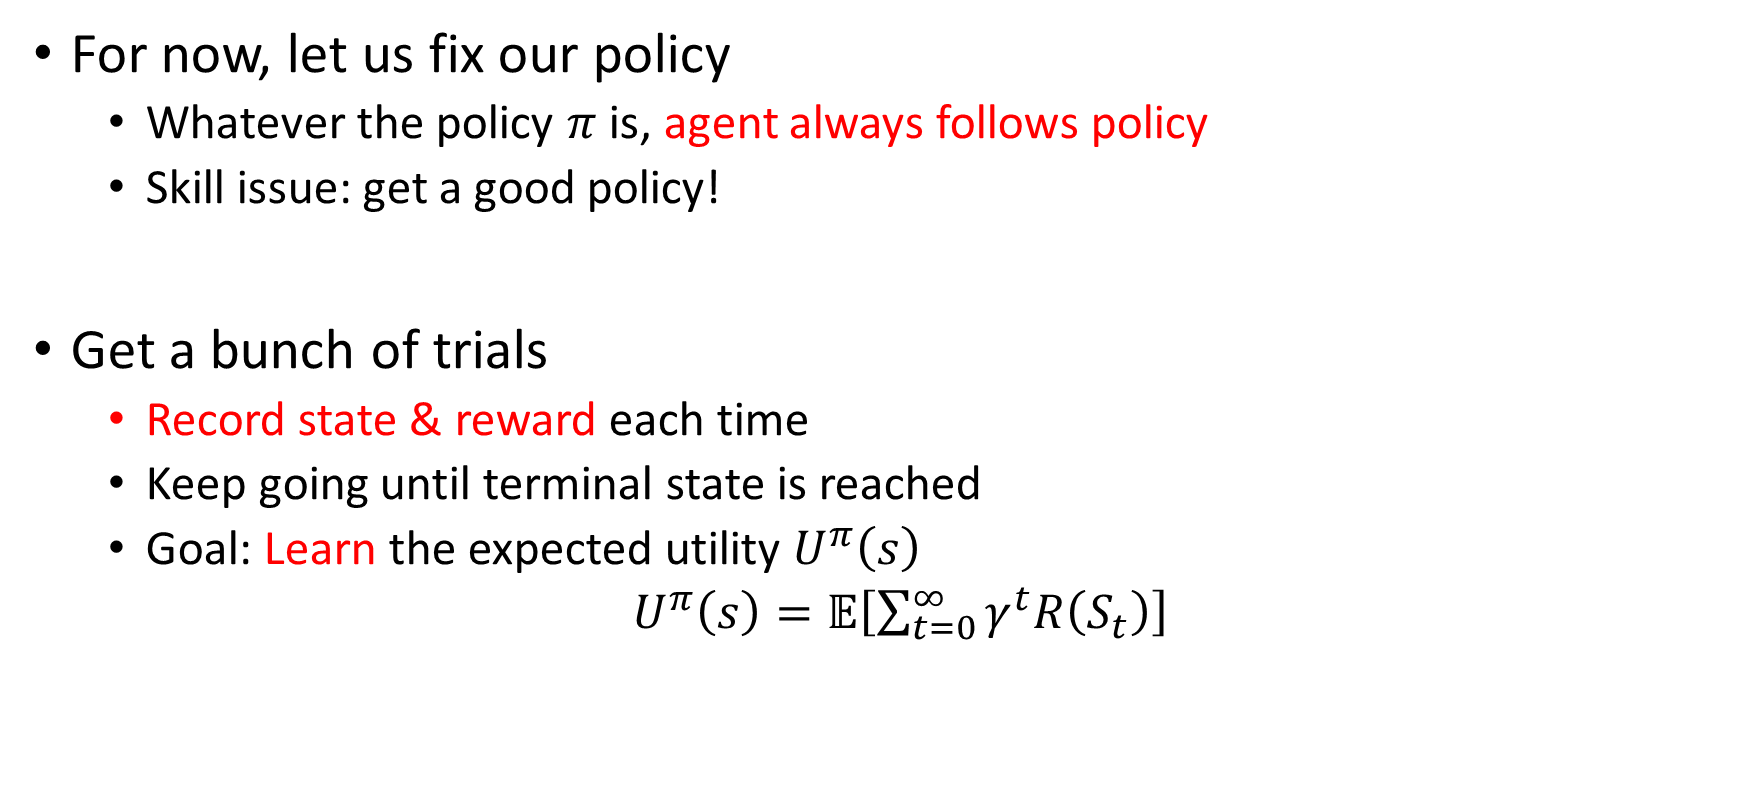 • For now, let us fix our policy
• Whatever the policy π is, agent always follows policy
• Skill issue: get a good policy!
• Get a bunch of trials
• Record state & reward each time
• Keep going until terminal state is reached
• Goal: Learn the expected utility U^π(s)
U^π(s) = 𝔼[∑_{t=0}^{∞} γ^t R(S_t)]